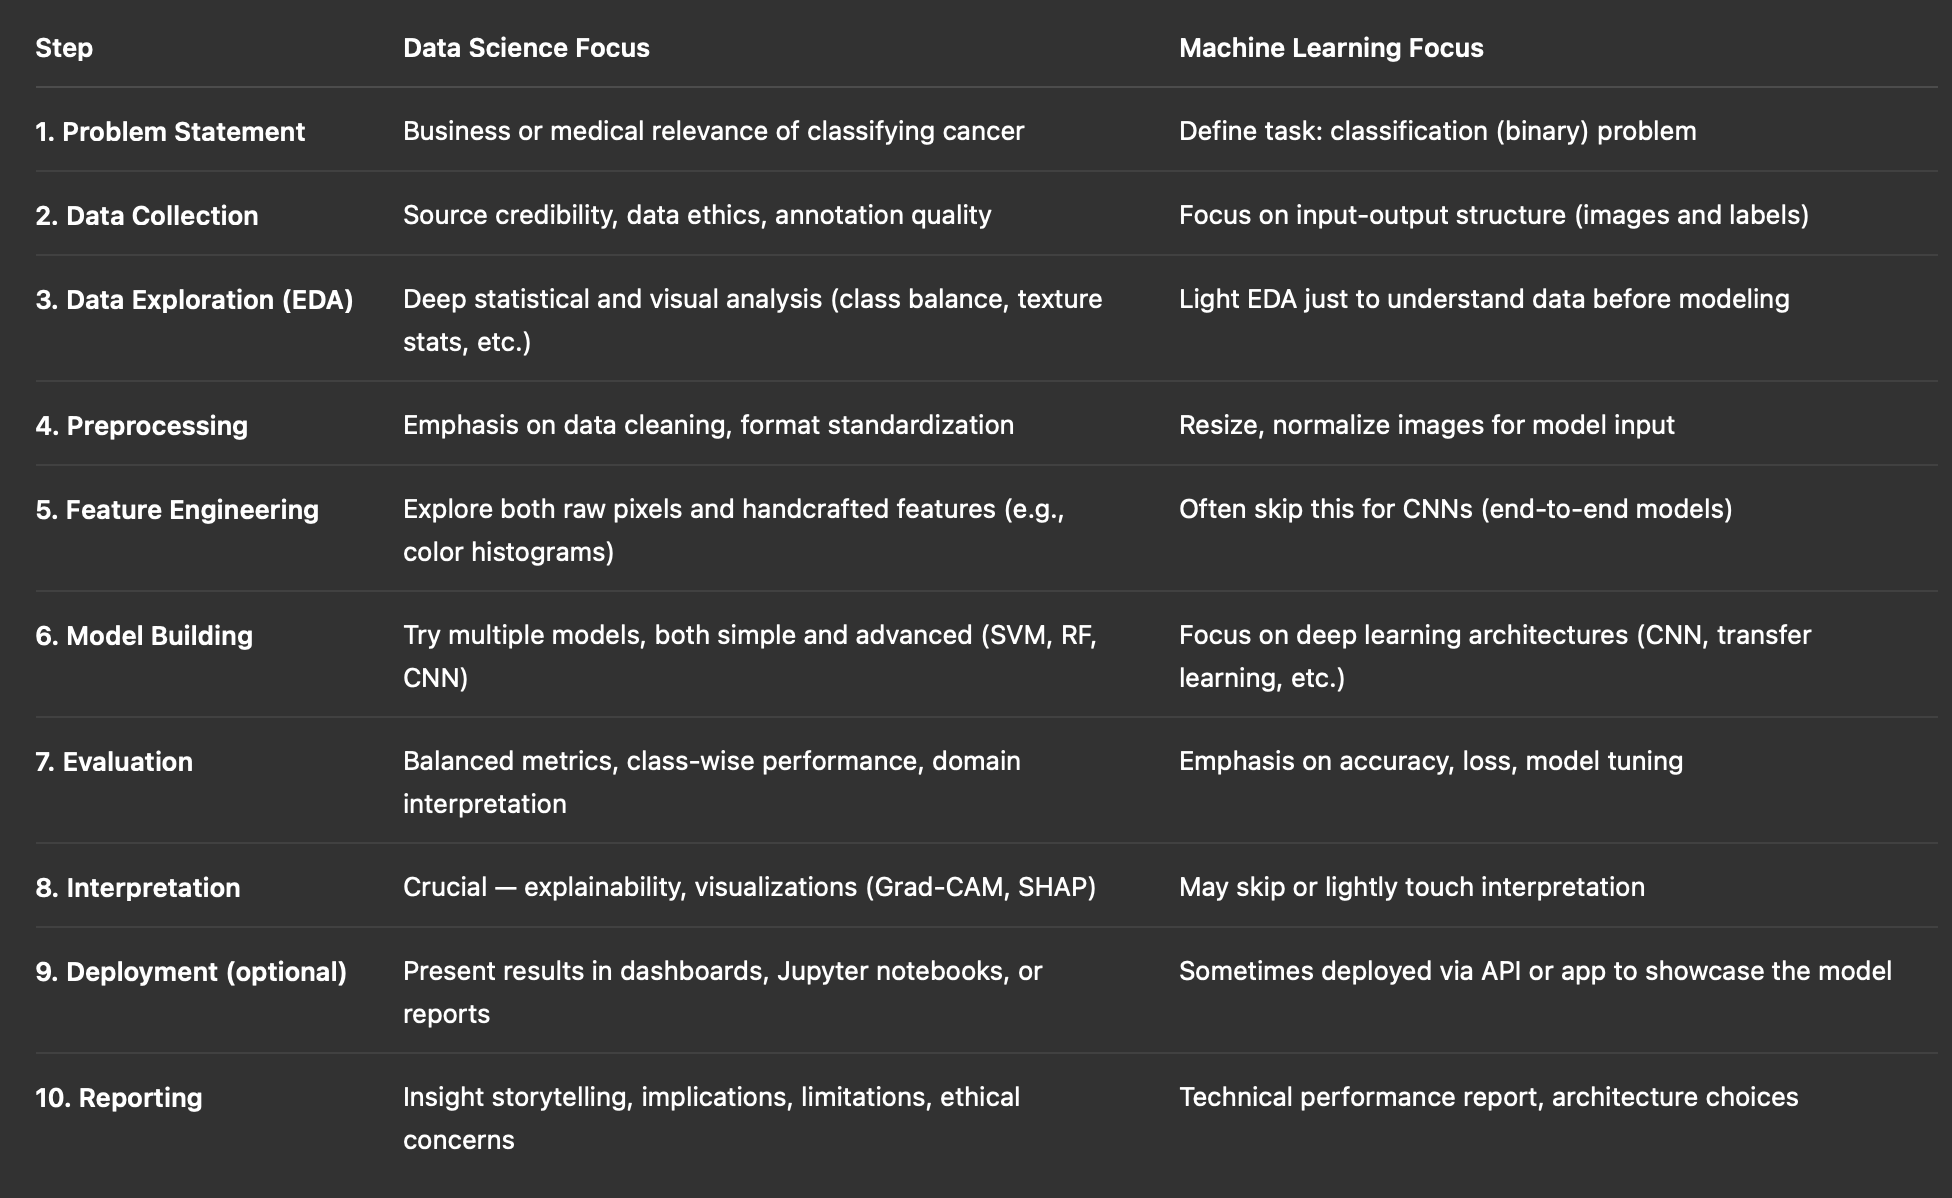 Step Data Science Focus Machine Learning Focus
1. Problem Statement Business or medical relevance of classifying cancer Define task: classification (binary) problem
2. Data Collection Source credibility, data ethics, annotation quality Focus on input-output structure (images and labels)
3. Data Exploration (EDA) Deep statistical and visual analysis (class balance, texture Light EDA just to understand data before modeling
stats, etc.)
4. Preprocessing Emphasis on data cleaning, format standardization Resize, normalize images for model input
5. Feature Engineering Explore both raw pixels and handcrafted features (e.g., Often skip this for CNNs (end-to-end models)
color histograms)
6. Model Building Try multiple models, both simple and advanced (SVM, RF, Focus on deep learning architectures (CNN, transfer
CNN) learning, etc.)
7. Evaluation Balanced metrics, class-wise performance, domain Emphasis on accuracy, loss, model tuning
interpretation
8. Interpretation Crucial — explainability, visualizations (Grad-CAM, SHAP) May skip or lightly touch interpretation
9. Deployment (optional) Present results in dashboards, Jupyter notebooks, or Sometimes deployed via API or app to showcase the model
reports
10. Reporting Insight storytelling, implications, limitations, ethical Technical performance report, architecture choices
concerns